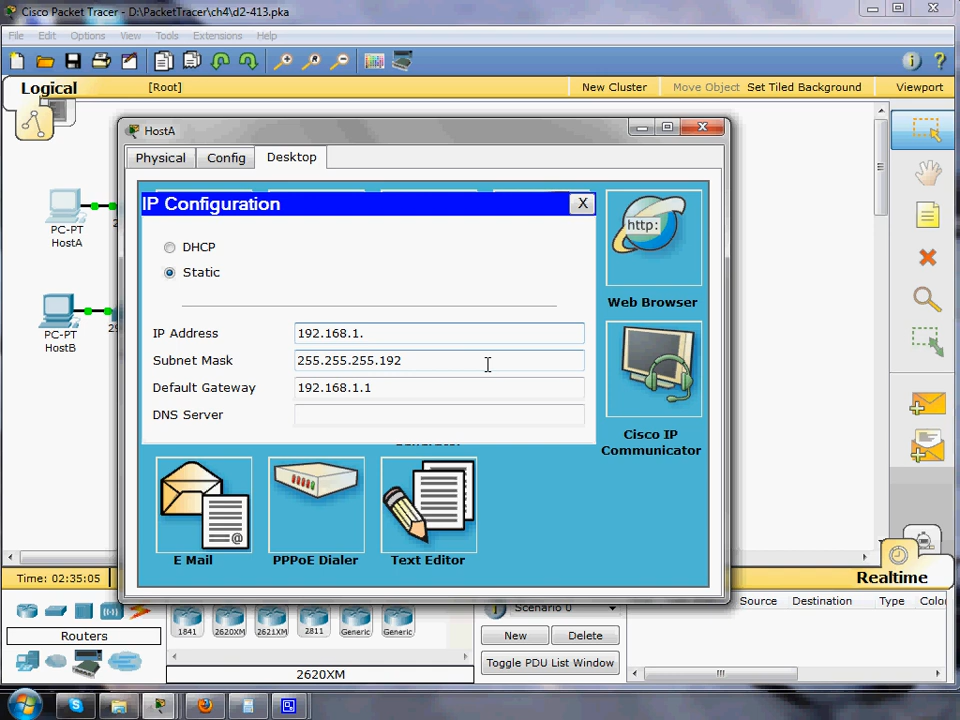 Cisco Packet Tracer - D:\PacketTracer\ch4\d2-413.pka
File Edit Options View Tools Extensions Help
Logical [Root] New Cluster Move Object Set Tiled Background Viewport
HostA
Physical Config Desktop
IP Configuration X
http:
DHCP
Static
Web Browser
IP Address 192.168.1.
Subnet Mask 255.255.255.192
Default Gateway 192.168.1.1
DNS Server
Cisco IP
Communicator
E Mail PPPoE Dialer Text Editor
PC-PT
HostA
PC-PT
HostB
Time: 02:35:05 Realtime
Scenario 0 Source Destination Type Color
Routers 1841 2620XM 2621XM 2811 Generic Generic
New Delete
Toggle PDU List Window
2620XM